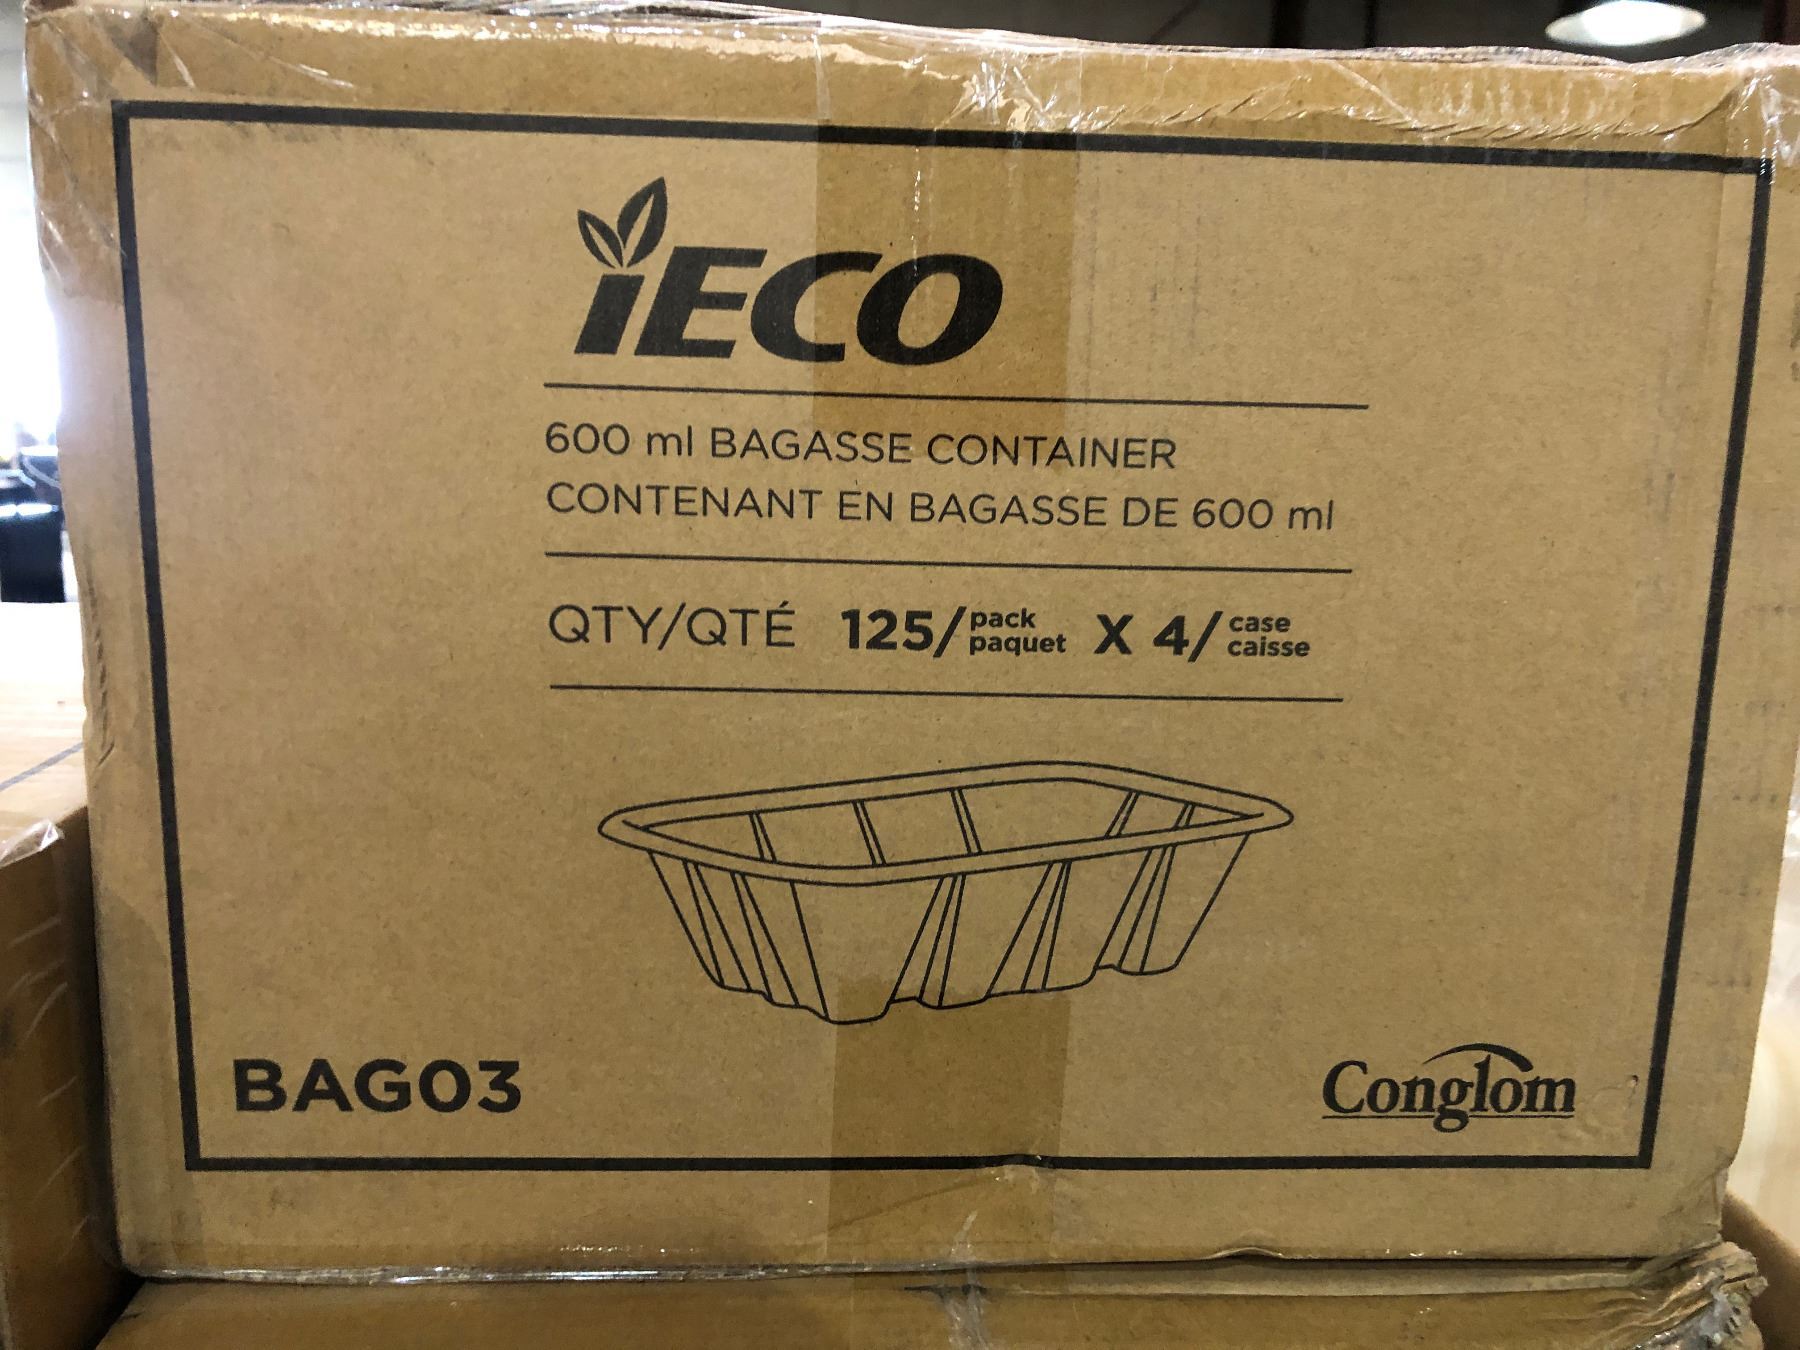 iECO
600 ml BAGASSE CONTAINER
CONTENANT EN BAGASSE DE 600 ml
QTY/QTÉ 125/pack paquet X 4/case caisse
BAG03
Conglom